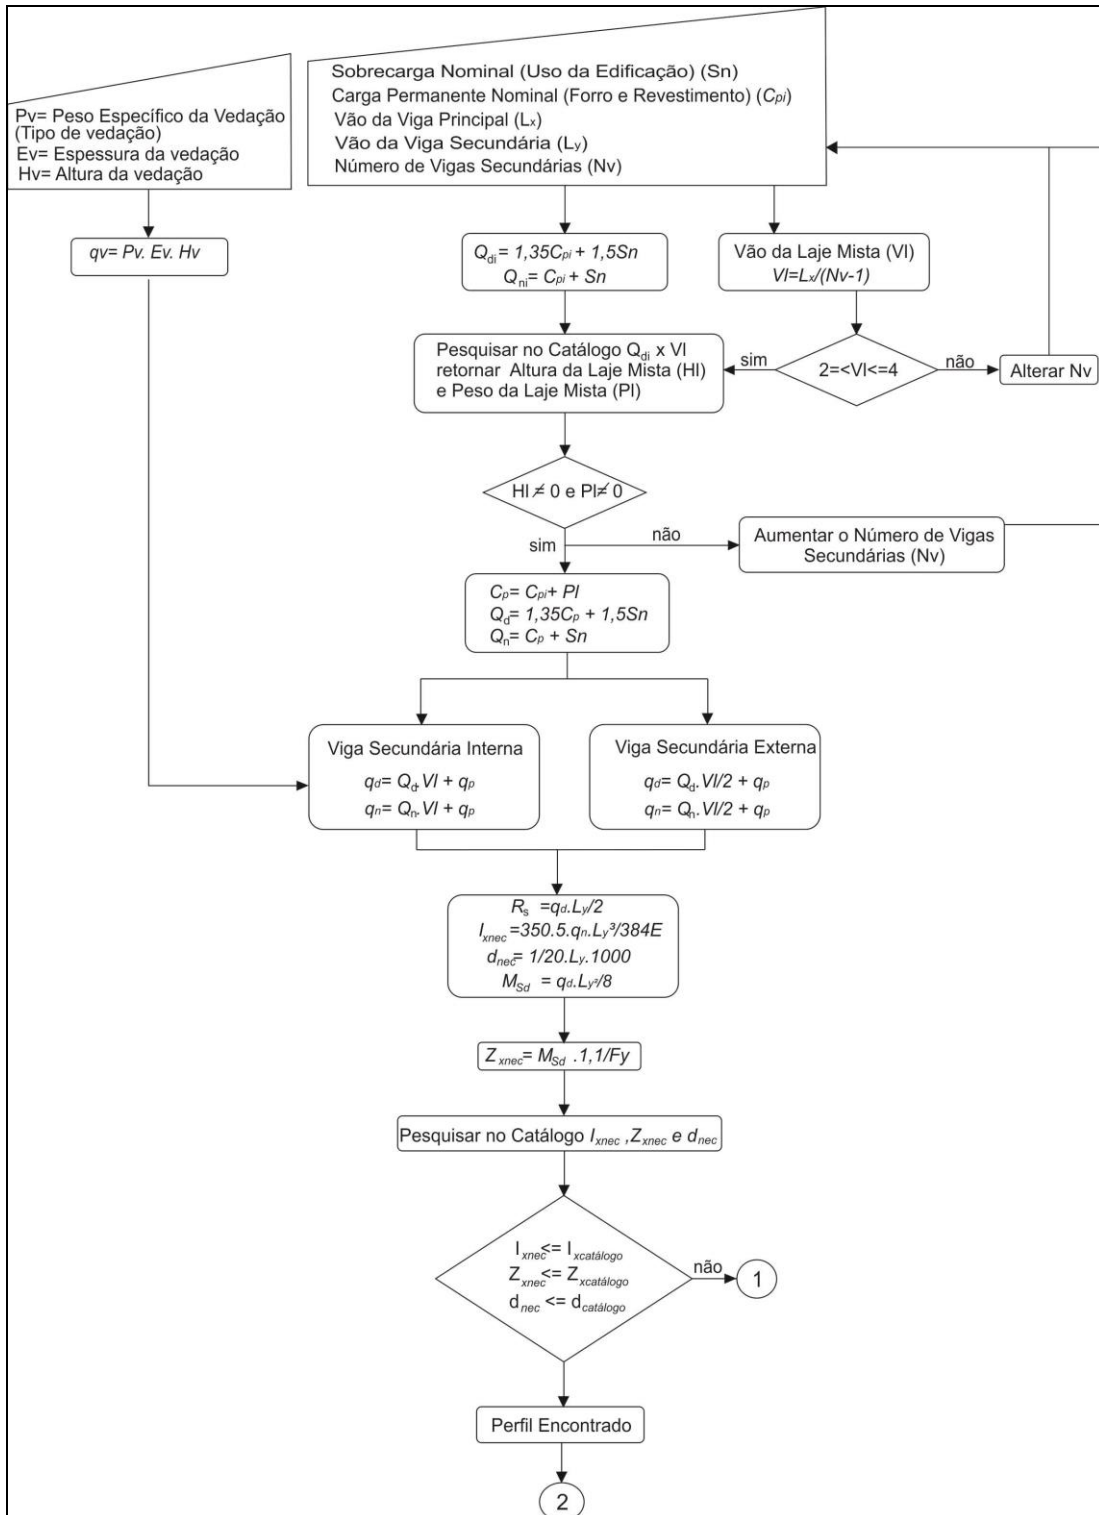 Sobrecarga Nominal (Uso da Edificação) (Sn)
Carga Permanente Nominal (Forro e Revestimento) (Cpi)
Vão da Viga Principal (Lx)
Vão da Viga Secundária (Ly)
Número de Vigas Secundárias (Nv)
Pv= Peso Específico da Vedação
(Tipo de vedação)
Ev= Espessura da vedação
Hv= Altura da vedação
qv= Pv. Ev. Hv
Qdi = 1,35Cpi + 1,5Sn
Qni = Cpi + Sn
Vão da Laje Mista (Vl)
Vl=Lx/(Nv-1)
Pesquisar no Catálogo Qdi x Vl
retornar Altura da Laje Mista (Hl)
e Peso da Laje Mista (Pl)
sim
2=<Vl<=4
não
Alterar Nv
Hl ≠ 0 e Pl≠ 0
sim
não
Aumentar o Número de Vigas
Secundárias (Nv)
Cp= Cpi+ Pl
Qd= 1,35Cp + 1,5Sn
Qn= Cp + Sn
Viga Secundária Interna
qd= Qd.Vl + qp
qn= Qn.Vl + qp
Viga Secundária Externa
qd= Qd.Vl/2 + qp
qn= Qn.Vl/2 + qp
Rs =qd.Ly/2
Ixnec =350.5.qn.Ly³/384E
dnec= 1/20.Ly.1000
MSd = qd.Ly²/8
Zxnec= MSd .1,1/Fy
Pesquisar no Catálogo Ixnec ,Zxnec e dnec
Ixnec<= Ixcatálogo
Zxnec <= Zxcatálogo
dnec <= dcatálogo
não
1
Perfil Encontrado
2